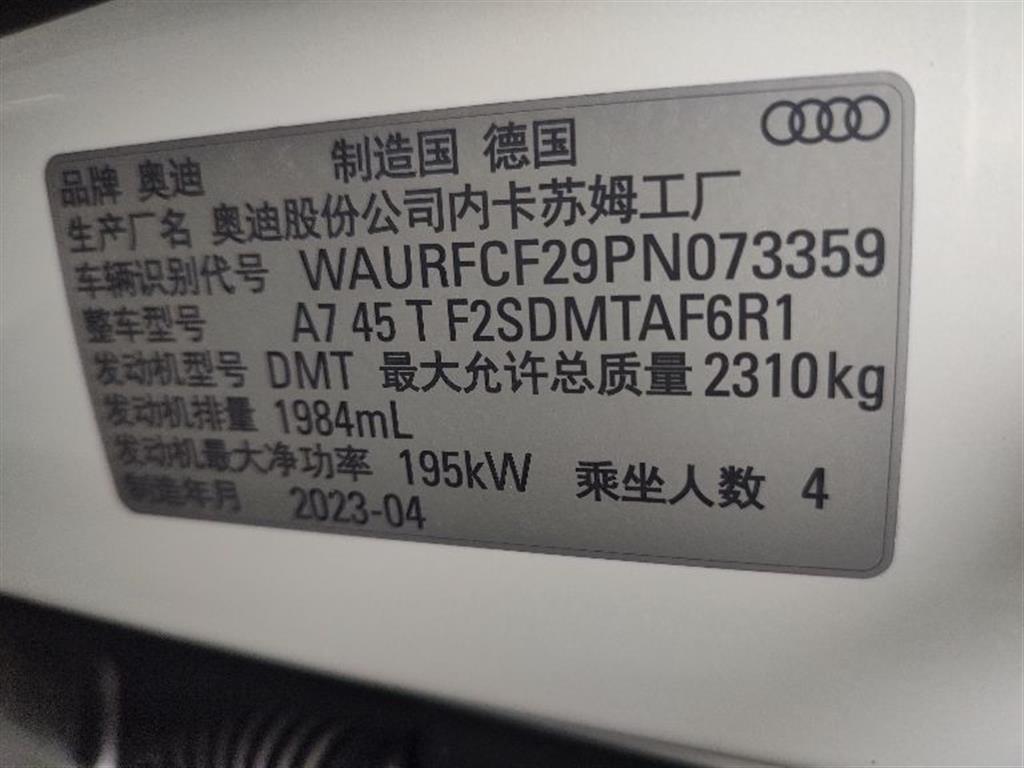 品牌 奥迪 制造国 德国
生产厂名 奥迪股份公司内卡苏姆工厂
车辆识别代号 WAURFCF29PN073359
整车型号 A7 45 T F2SDMTAF6R1
发动机型号 DMT 最大允许总质量 2310kg
发动机排量 1984mL
发动机最大净功率 195kW 乘坐人数 4
制造年月 2023-04